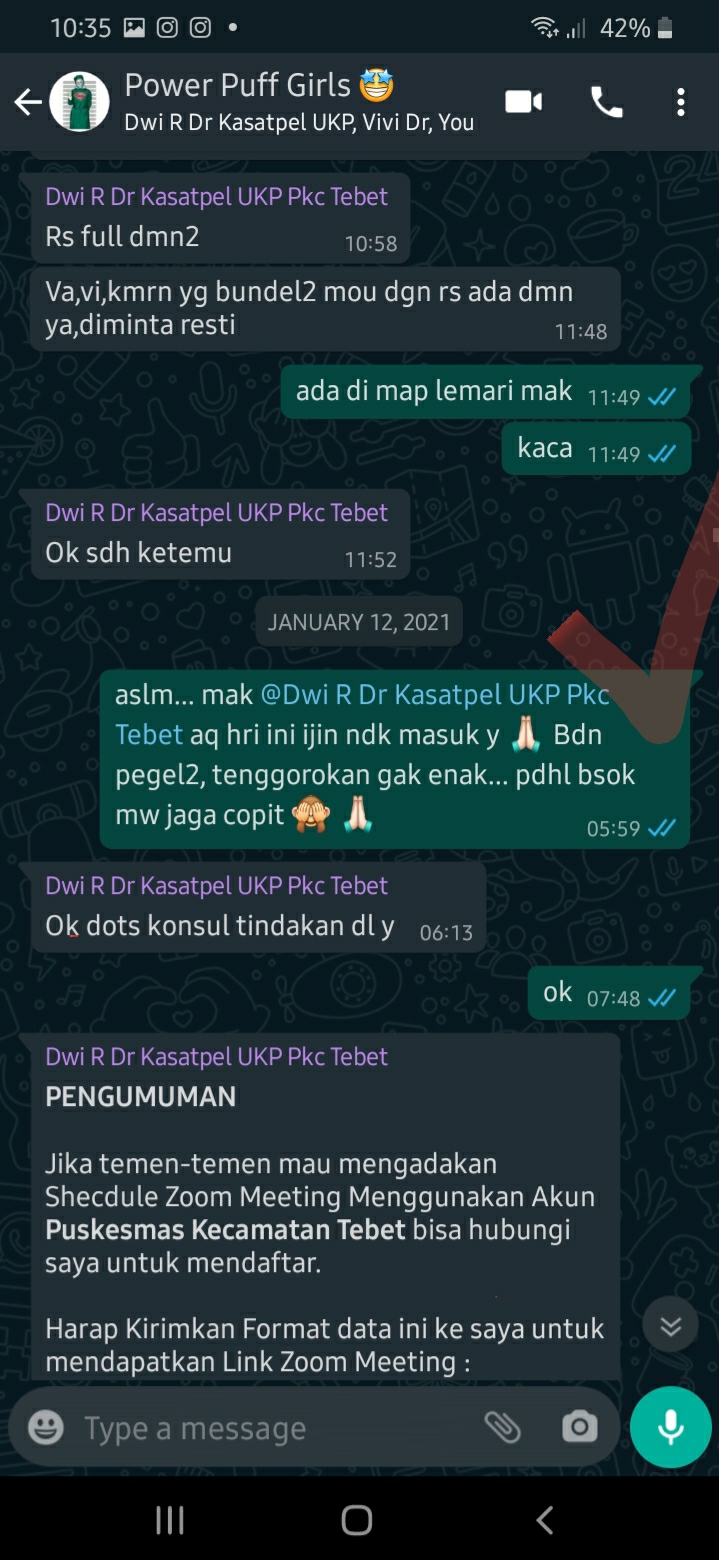 10:35
42%
Power Puff Girls 🤩
Dwi R Dr Kasatpel UKP, Vivi Dr, You
Dwi R Dr Kasatpel UKP Pkc Tebet
Rs full dmn2
10:58
Va,vi,kmrn yg bundel2 mou dgn rs ada dmn
ya,diminta resti
11:48
ada di map lemari mak
11:49
kaca
11:49
Dwi R Dr Kasatpel UKP Pkc Tebet
Ok sdh ketemu
11:52
JANUARY 12, 2021
aslm... mak @Dwi R Dr Kasatpel UKP Pkc
Tebet aq hri ini ijin ndk masuk y 🙏🏻 Bdn
pegel2, tenggorokan gak enak... pdhl bsok
mw jaga copit 🙈 🙏🏻
05:59
Dwi R Dr Kasatpel UKP Pkc Tebet
Ok dots konsul tindakan dl y
06:13
ok
07:48
Dwi R Dr Kasatpel UKP Pkc Tebet
PENGUMUMAN
Jika temen-temen mau mengadakan
Shecdule Zoom Meeting Menggunakan Akun
Puskesmas Kecamatan Tebet bisa hubungi
saya untuk mendaftar.
Harap Kirimkan Format data ini ke saya untuk
mendapatkan Link Zoom Meeting :
Type a message